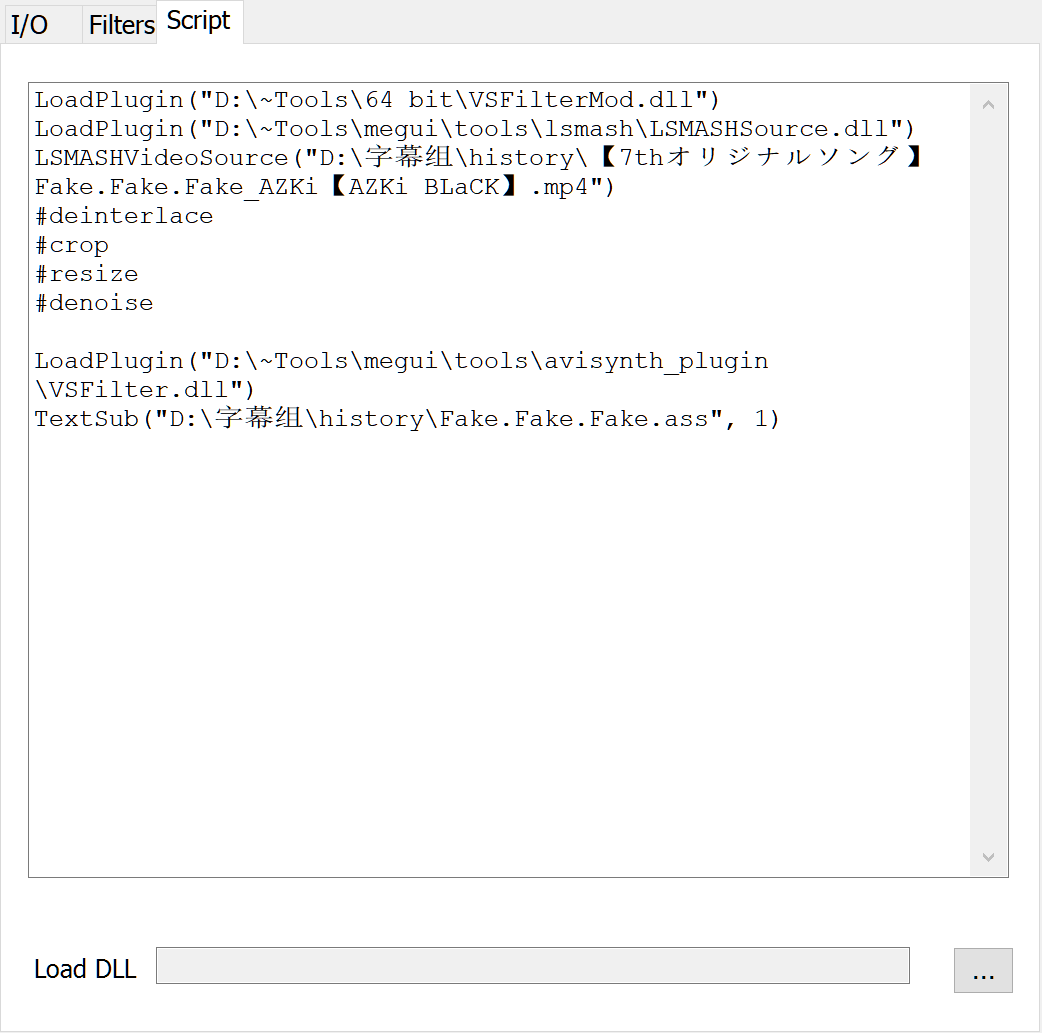 I/O
Filters
Script
LoadPlugin("D:\~Tools\64 bit\VSFilterMod.dll")
LoadPlugin("D:\~Tools\megui\tools\lsmash\LSMASHSource.dll")
LSMASHVideoSource("D:\字幕组\history\【7thオリジナルソング】
Fake.Fake.Fake_AZKi【AZKi BLaCK】.mp4")
#deinterlace
#crop
#resize
#denoise
LoadPlugin("D:\~Tools\megui\tools\avisynth_plugin
\VSFilter.dll")
TextSub("D:\字幕组\history\Fake.Fake.Fake.ass", 1)
Load DLL
...